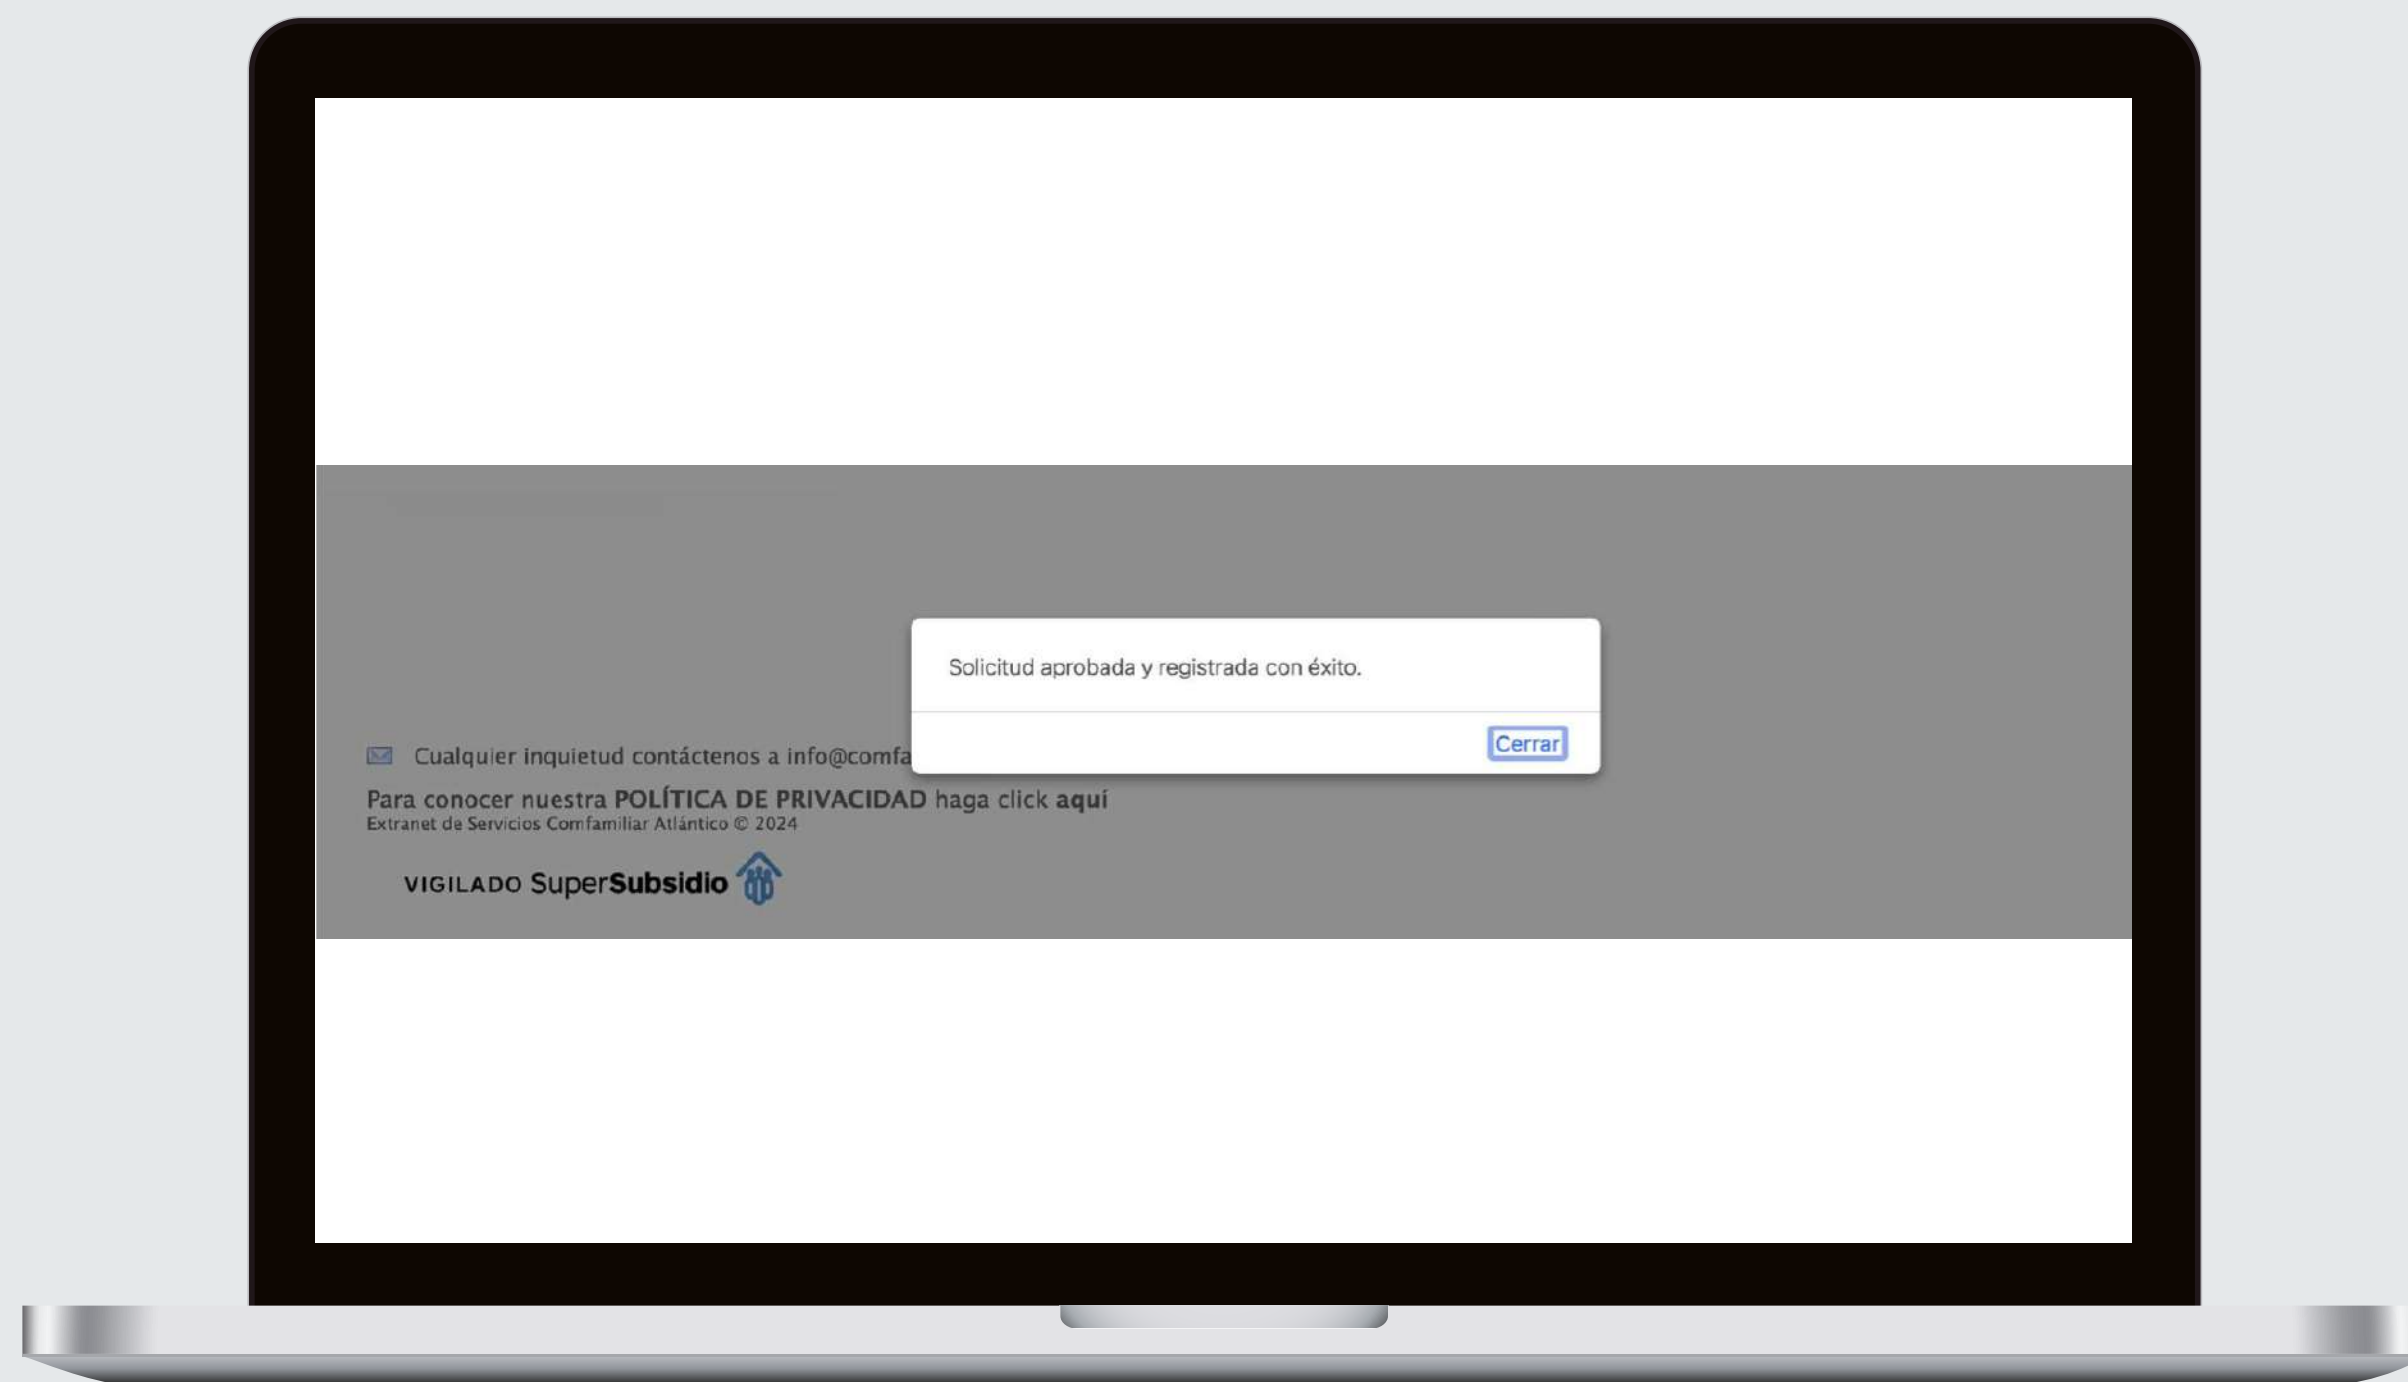 Solicitud aprobada y registrada con éxito.
Cerrar
Cualquier inquietud contáctenos a info@comfa
Para conocer nuestra POLÍTICA DE PRIVACIDAD haga click aquí
Extranet de Servicios Comfamiliar Atlántico © 2024
VIGILADO SuperSubsidio